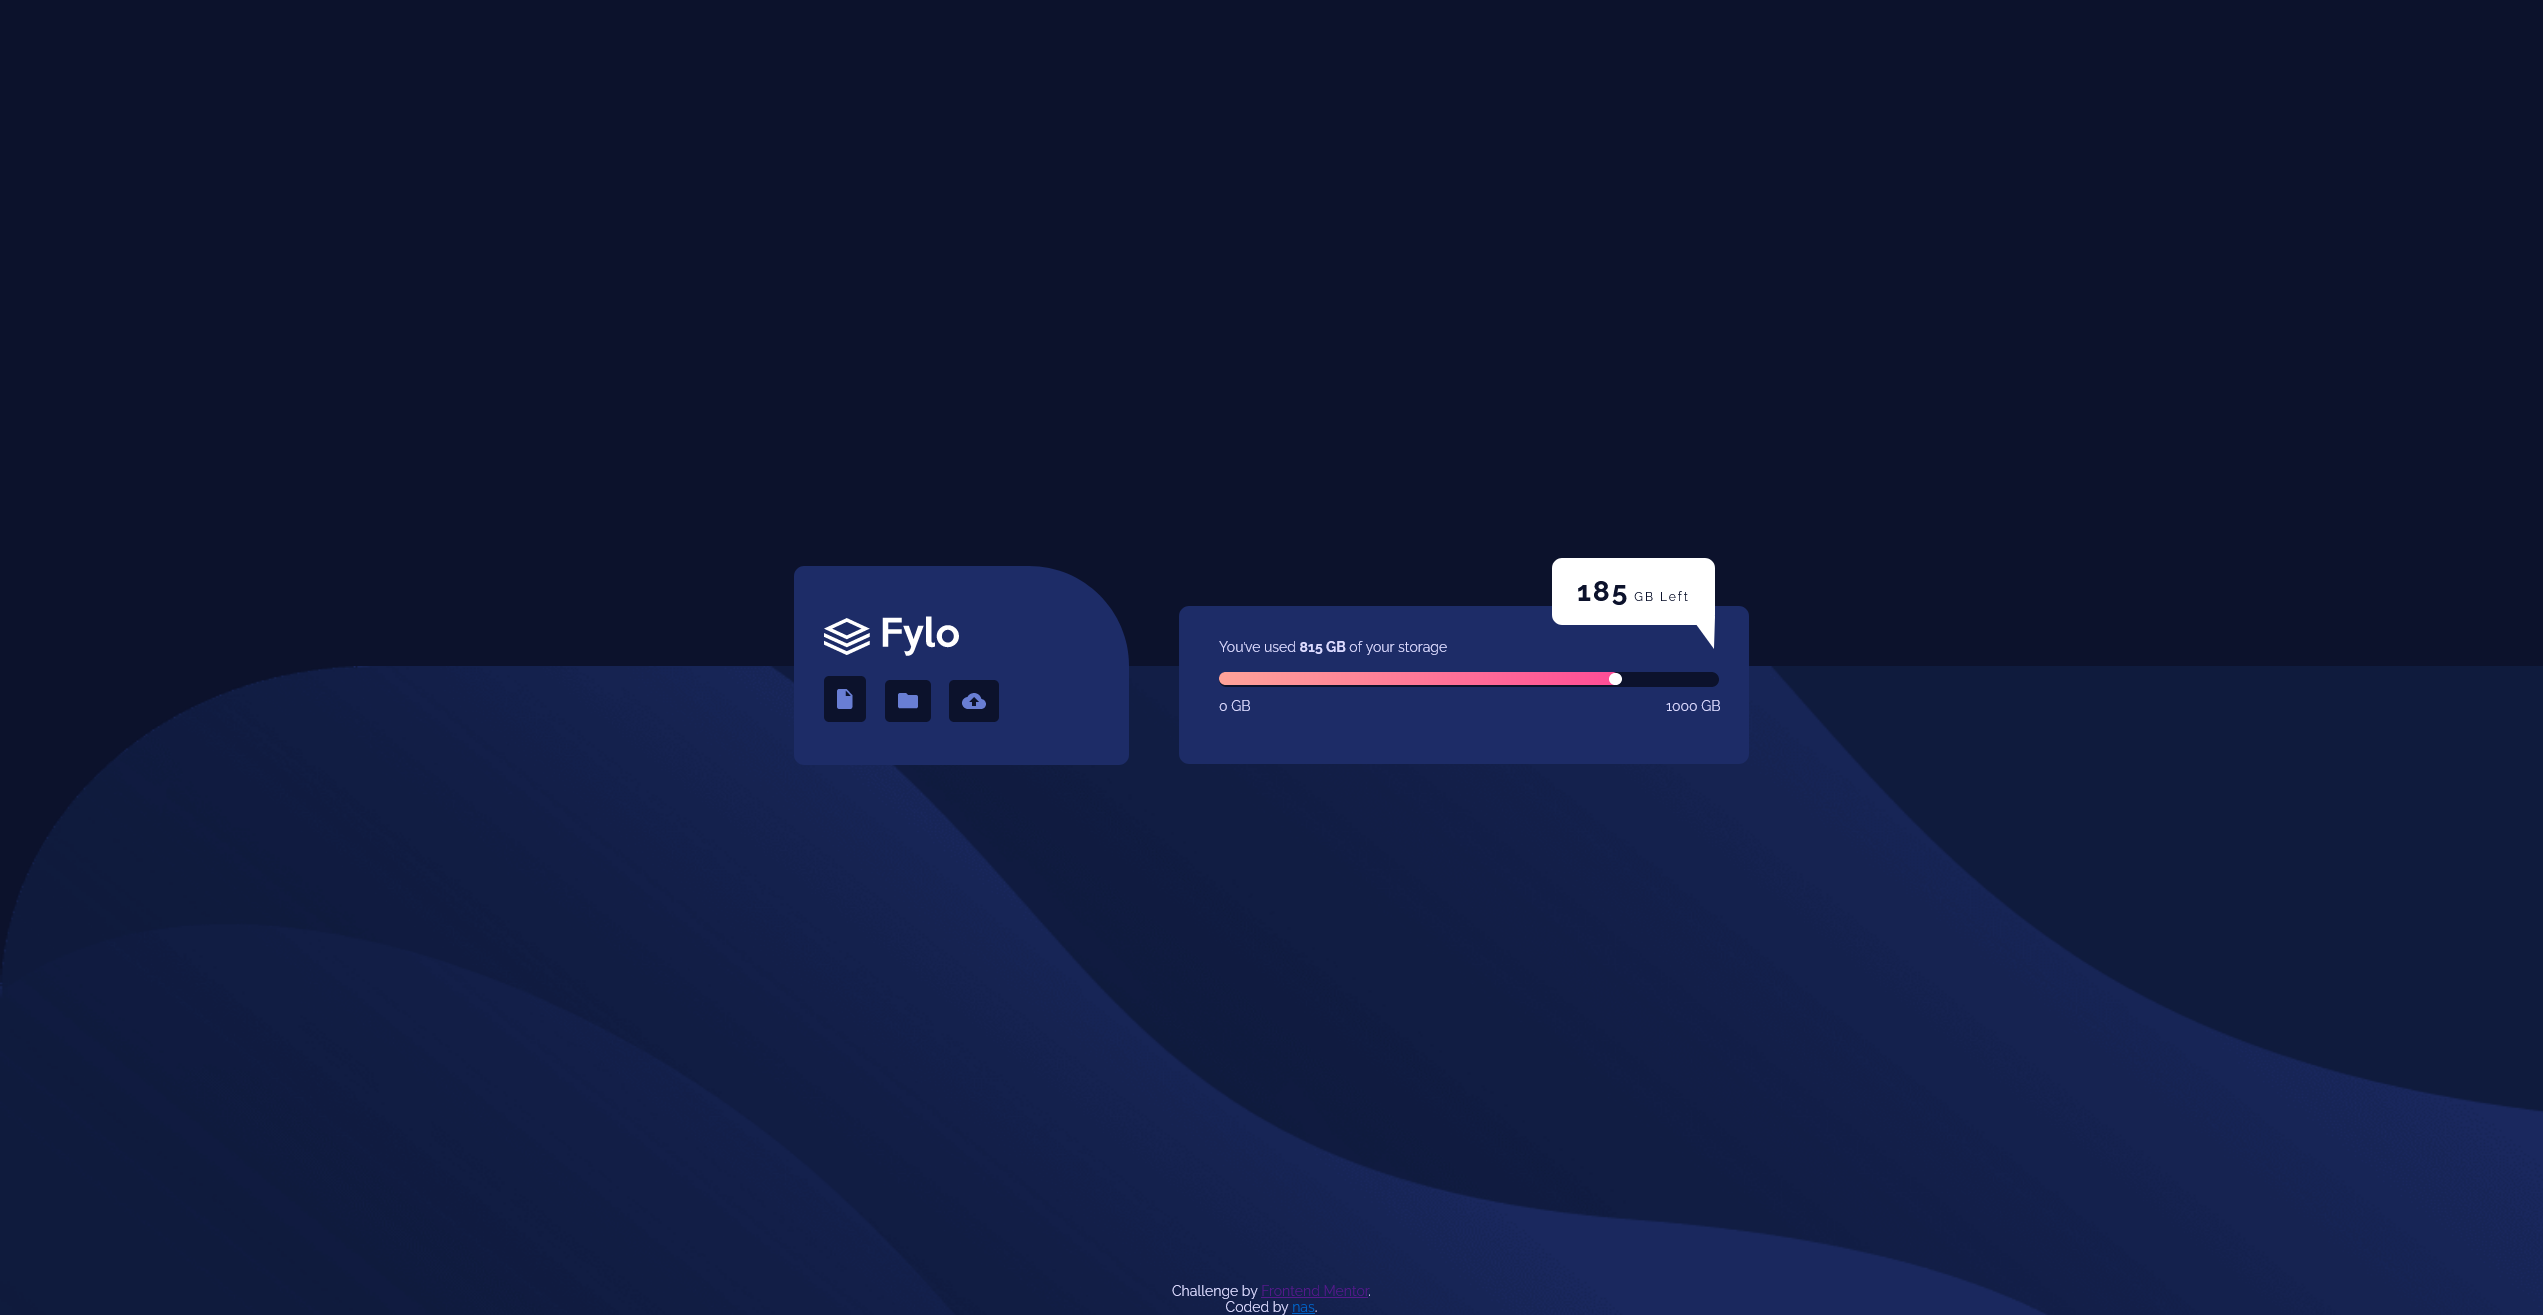 Fylo
185 GB Left
You've used 815 GB of your storage
0 GB
1000 GB
Challenge by Frontend Mentor.
Coded by nas.